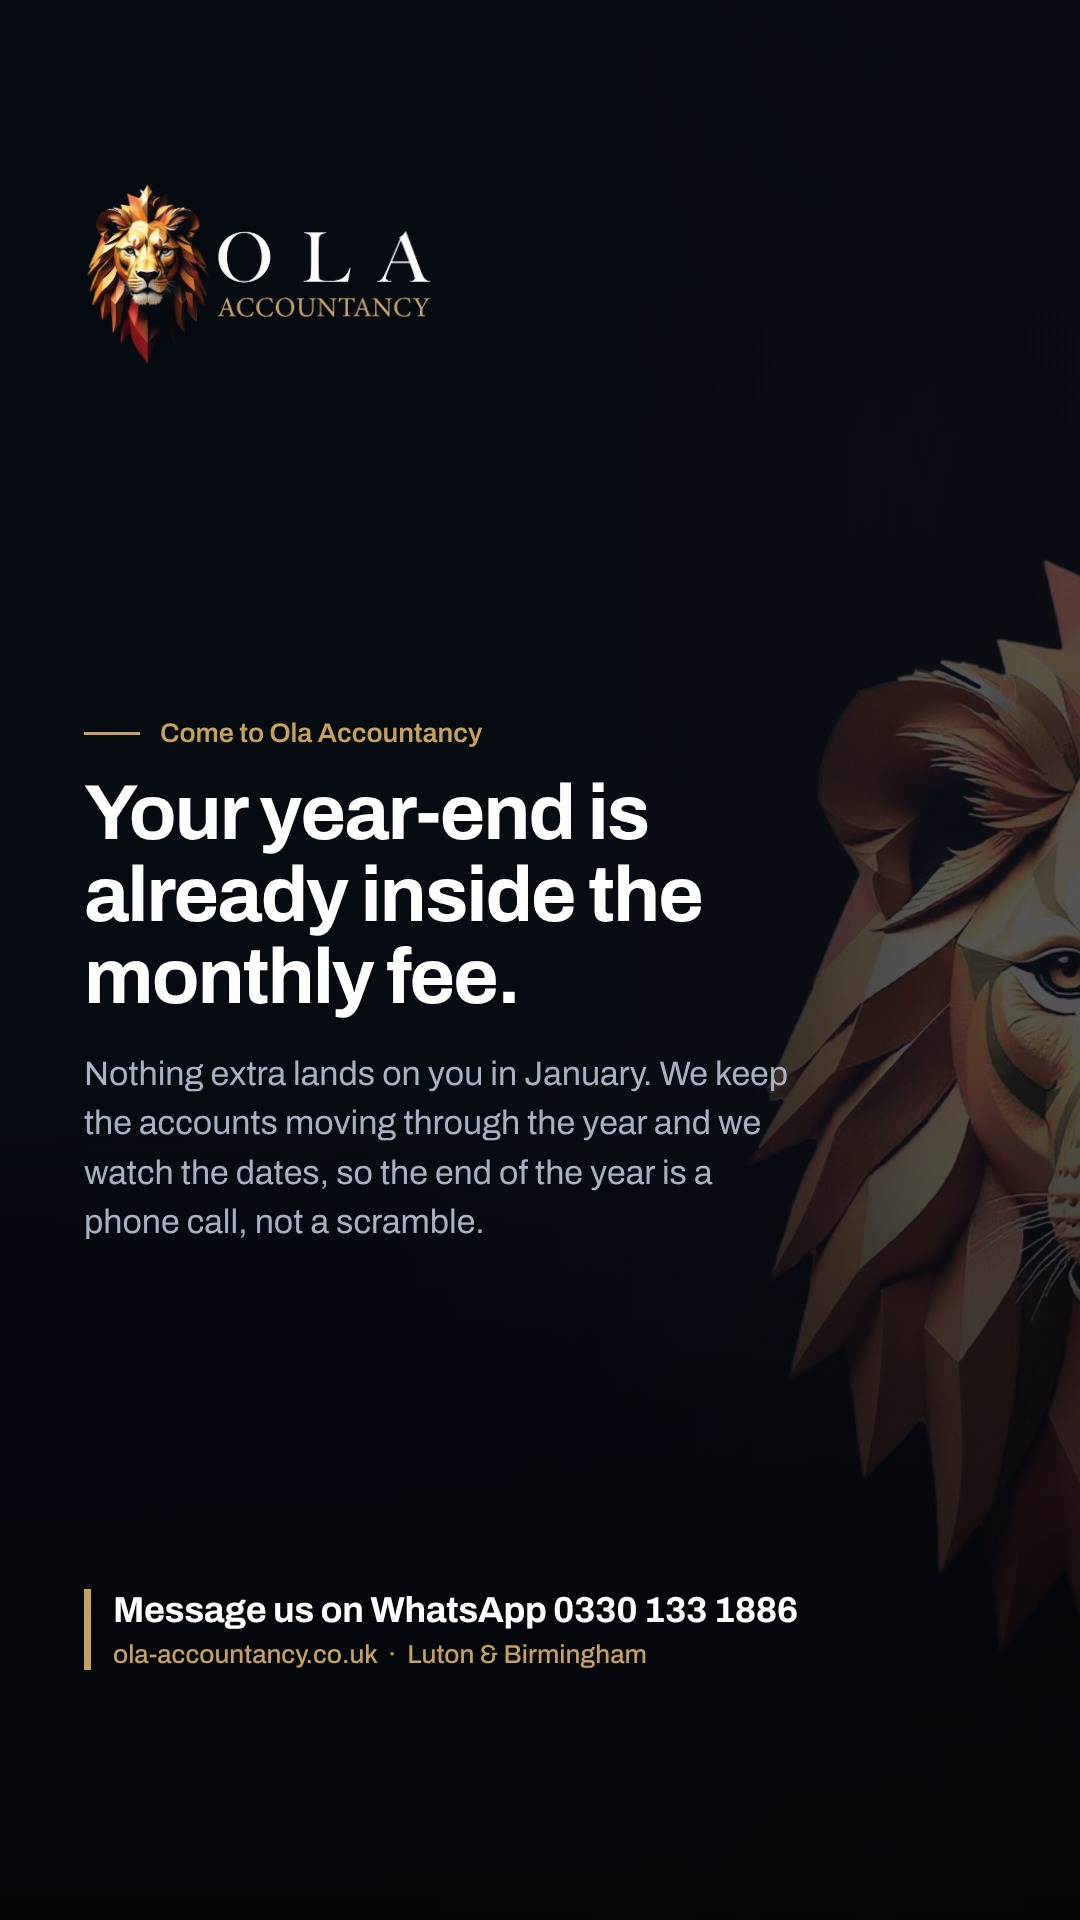 OLA
ACCOUNTANCY
Come to Ola Accountancy
Your year-end is
already inside the
monthly fee.
Nothing extra lands on you in January. We keep
the accounts moving through the year and we
watch the dates, so the end of the year is a
phone call, not a scramble.
Message us on WhatsApp 0330 133 1886
ola-accountancy.co.uk · Luton & Birmingham